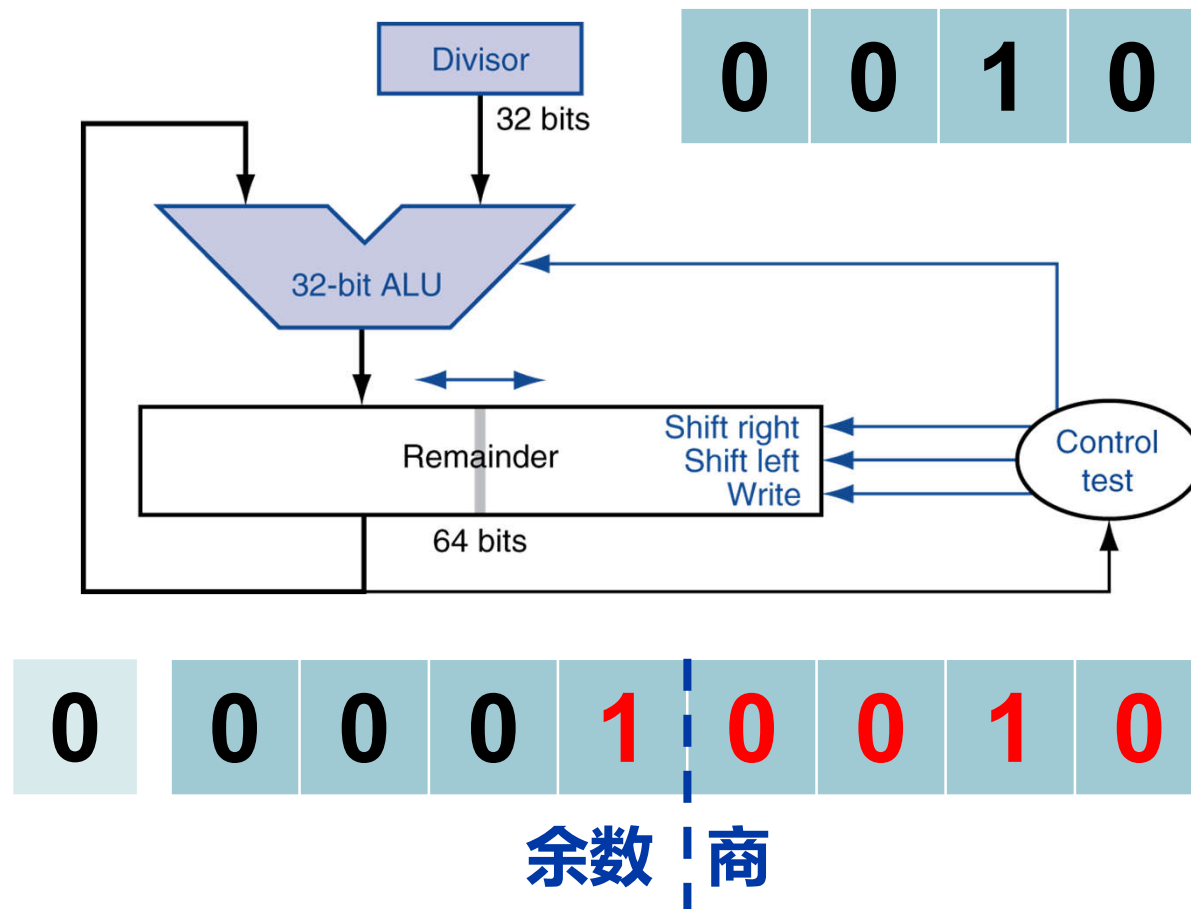 Divisor
0 0 1 0
32 bits
32-bit ALU
Remainder
Shift right
Shift left
Write
Control
test
64 bits
0 0 0 0 1 0 0 1 0
余数 商